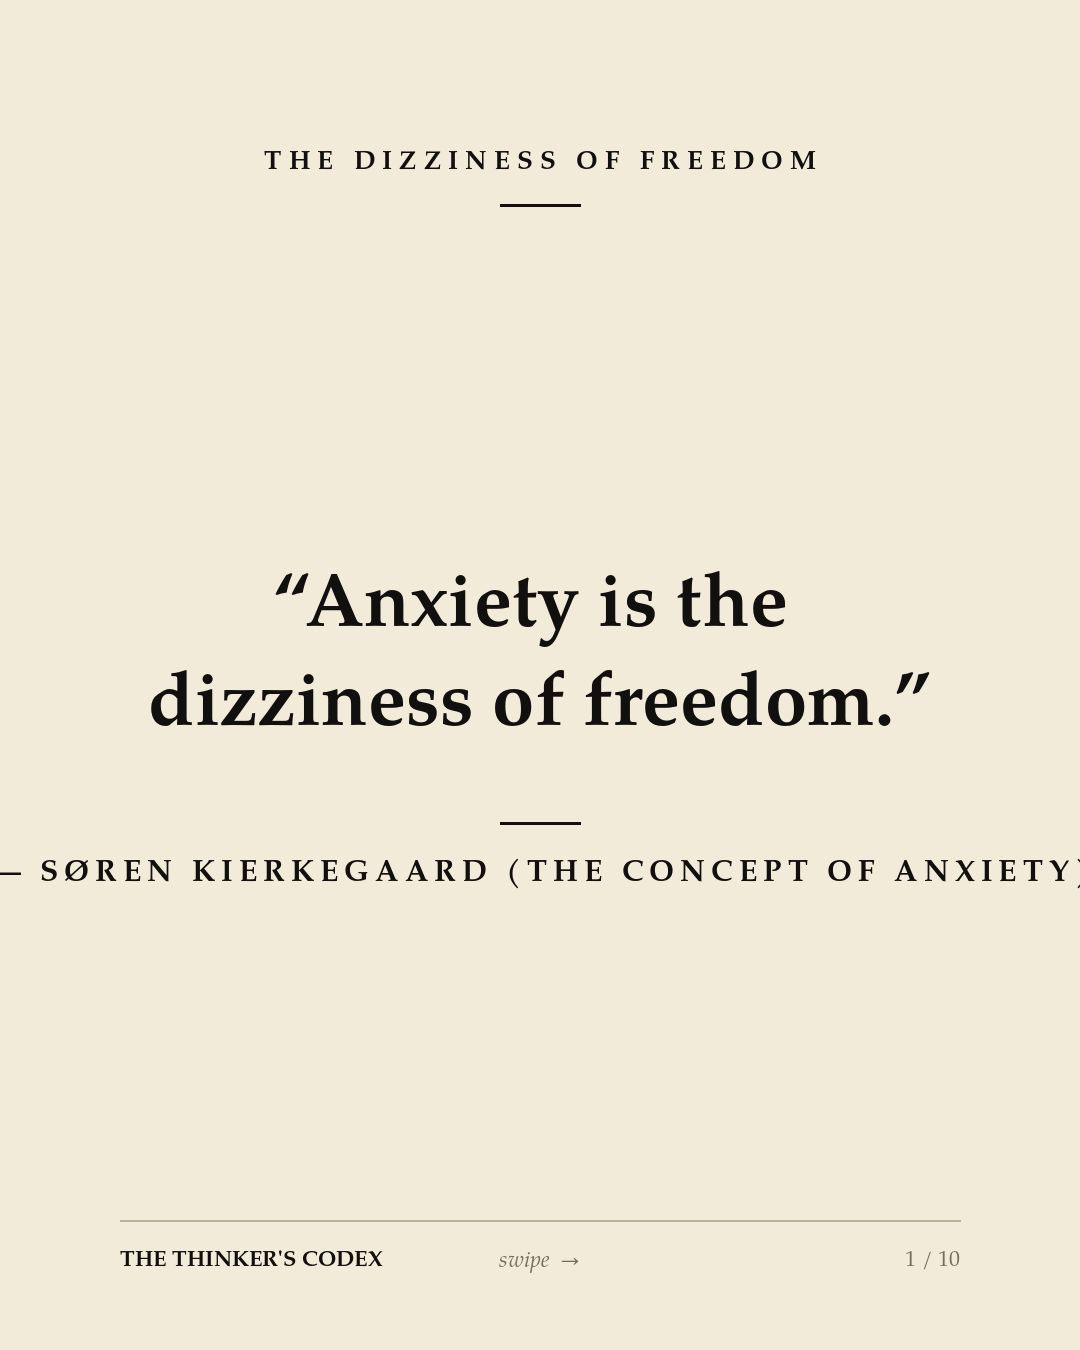 THE DIZZINESS OF FREEDOM
“Anxiety is the
dizziness of freedom.”
— SØREN KIERKEGAARD (THE CONCEPT OF ANXIETY)
THE THINKER'S CODEX
swipe →
1 / 10